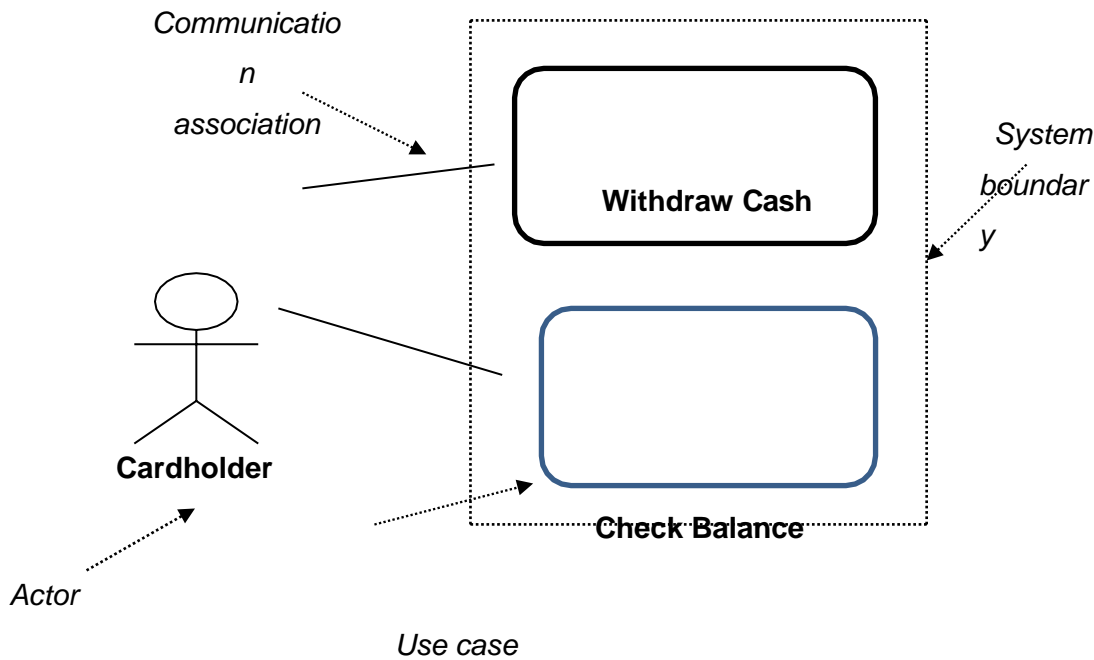 Communicatio
n
association
System
boundar
y
Withdraw Cash
Cardholder
Check Balance
Actor
Use case